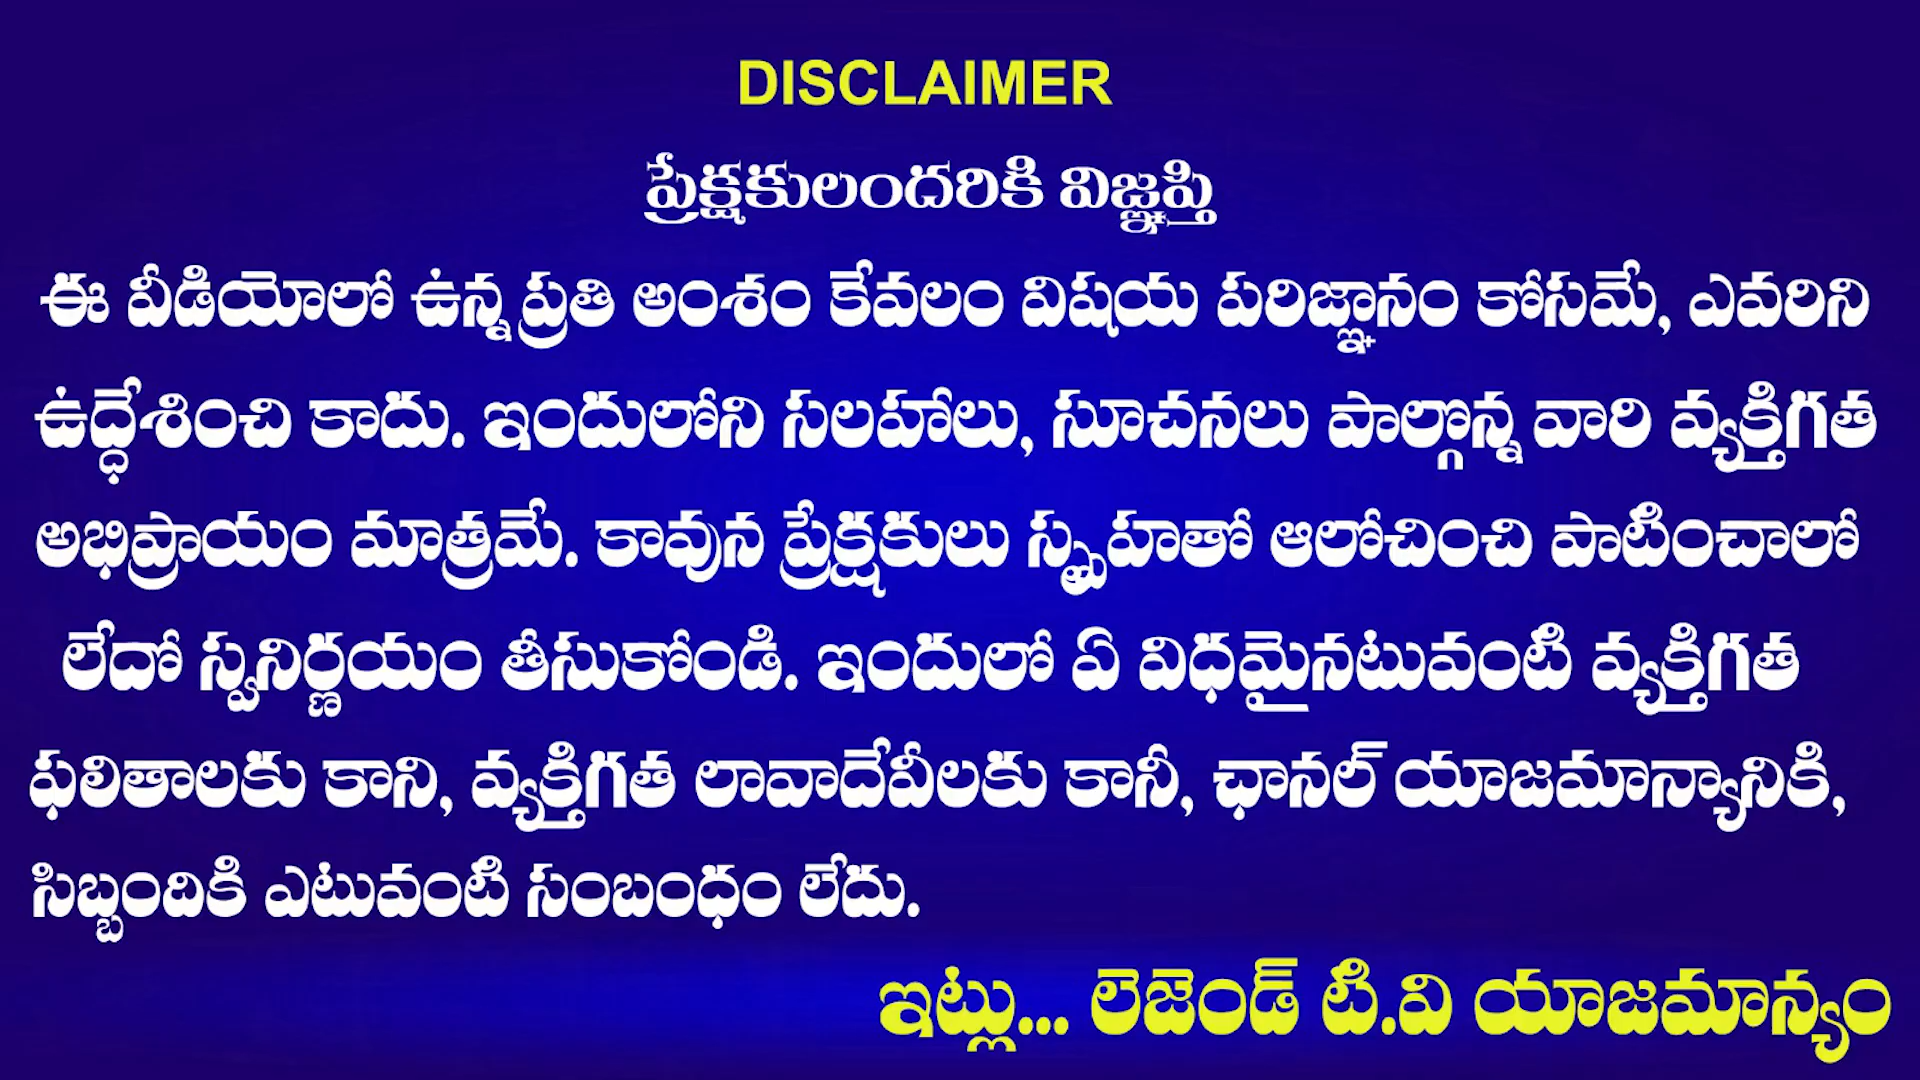 DISCLAIMER
ప్రేక్షకులందరికి విజ్ఞప్తి
ఈ వీడియోలో ఉన్న ప్రతి అంశం కేవలం విషయ పరిజ్ఞానం కోసమే, ఎవరిని
ఉద్ధేశించి కాదు. ఇందులోని సలహాలు, సూచనలు పాల్గొన్న వారి వ్యక్తిగత
అభిప్రాయం మాత్రమే. కావున ప్రేక్షకులు స్పృహతో ఆలోచించి పాటించాలో
లేదో స్వనిర్ణయం తీసుకోండి. ఇందులో ఏ విధమైనటువంటి వ్యక్తిగత
ఫలితాలకు కాని, వ్యక్తిగత లావాదేవీలకు కానీ, ఛానల్ యాజమాన్యానికి,
సిబ్బందికి ఎటువంటి సంబంధం లేదు.
ఇట్లు... లెజెండ్ టి.వి యాజమాన్యం